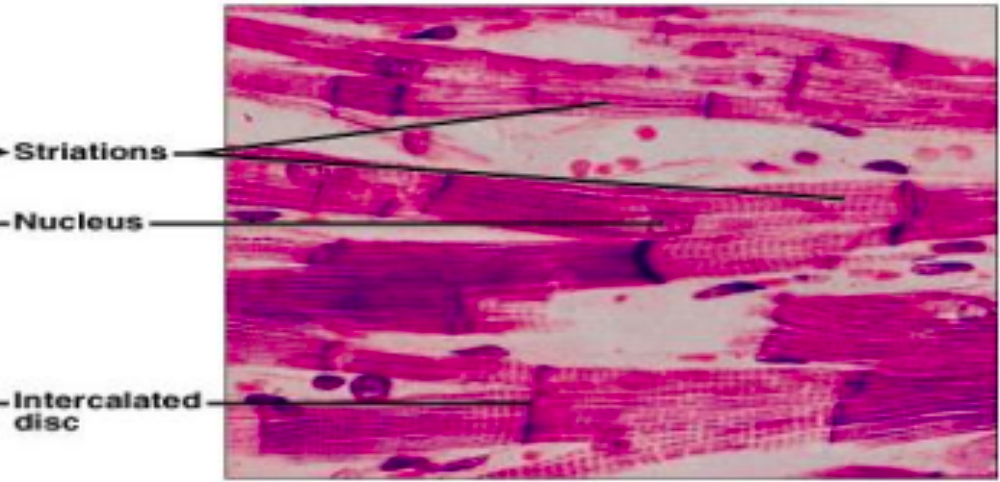 Striations
Nucleus
Intercalated
disc